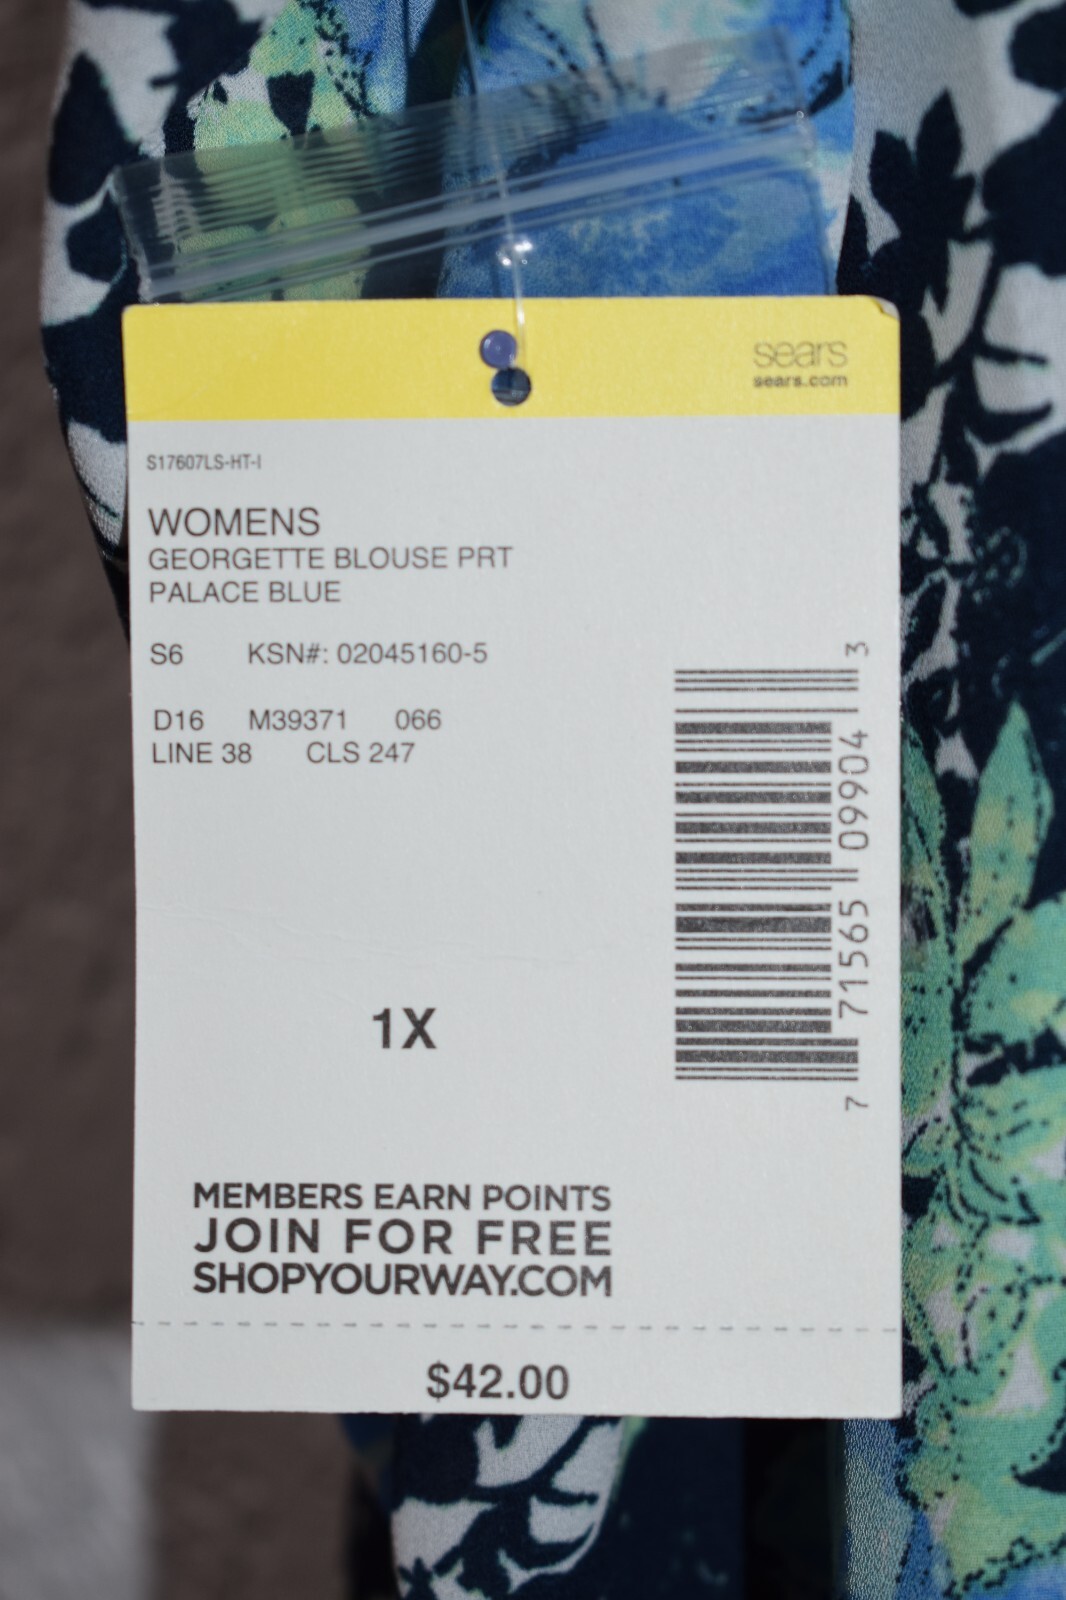 sears
sears.com
S17607LS-HT-I
WOMENS
GEORGETTE BLOUSE PRT
PALACE BLUE
S6 KSN#: 02045160-5
D16 M39371 066
LINE 38 CLS 247
7 71565 09904 3
1X
MEMBERS EARN POINTS
JOIN FOR FREE
SHOPYOURWAY.COM
$42.00